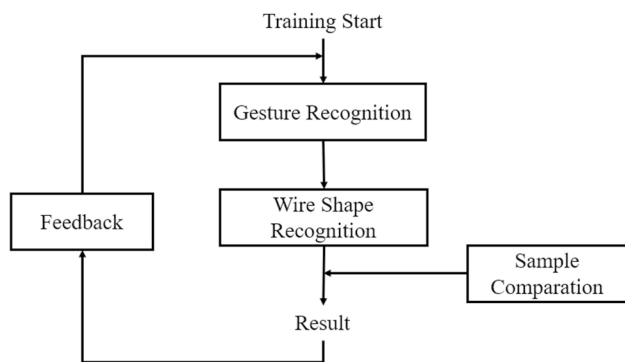 Training Start
Gesture Recognition
Wire Shape
Recognition
Feedback
Sample
Comparation
Result